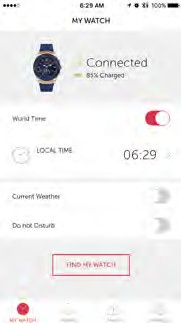 6:29 AM 100%
MY WATCH
Connected
85% Charged
World Time
LOCAL TIME 06:29
Current Weather
Do not Disturb
FIND MY WATCH
MY WATCH